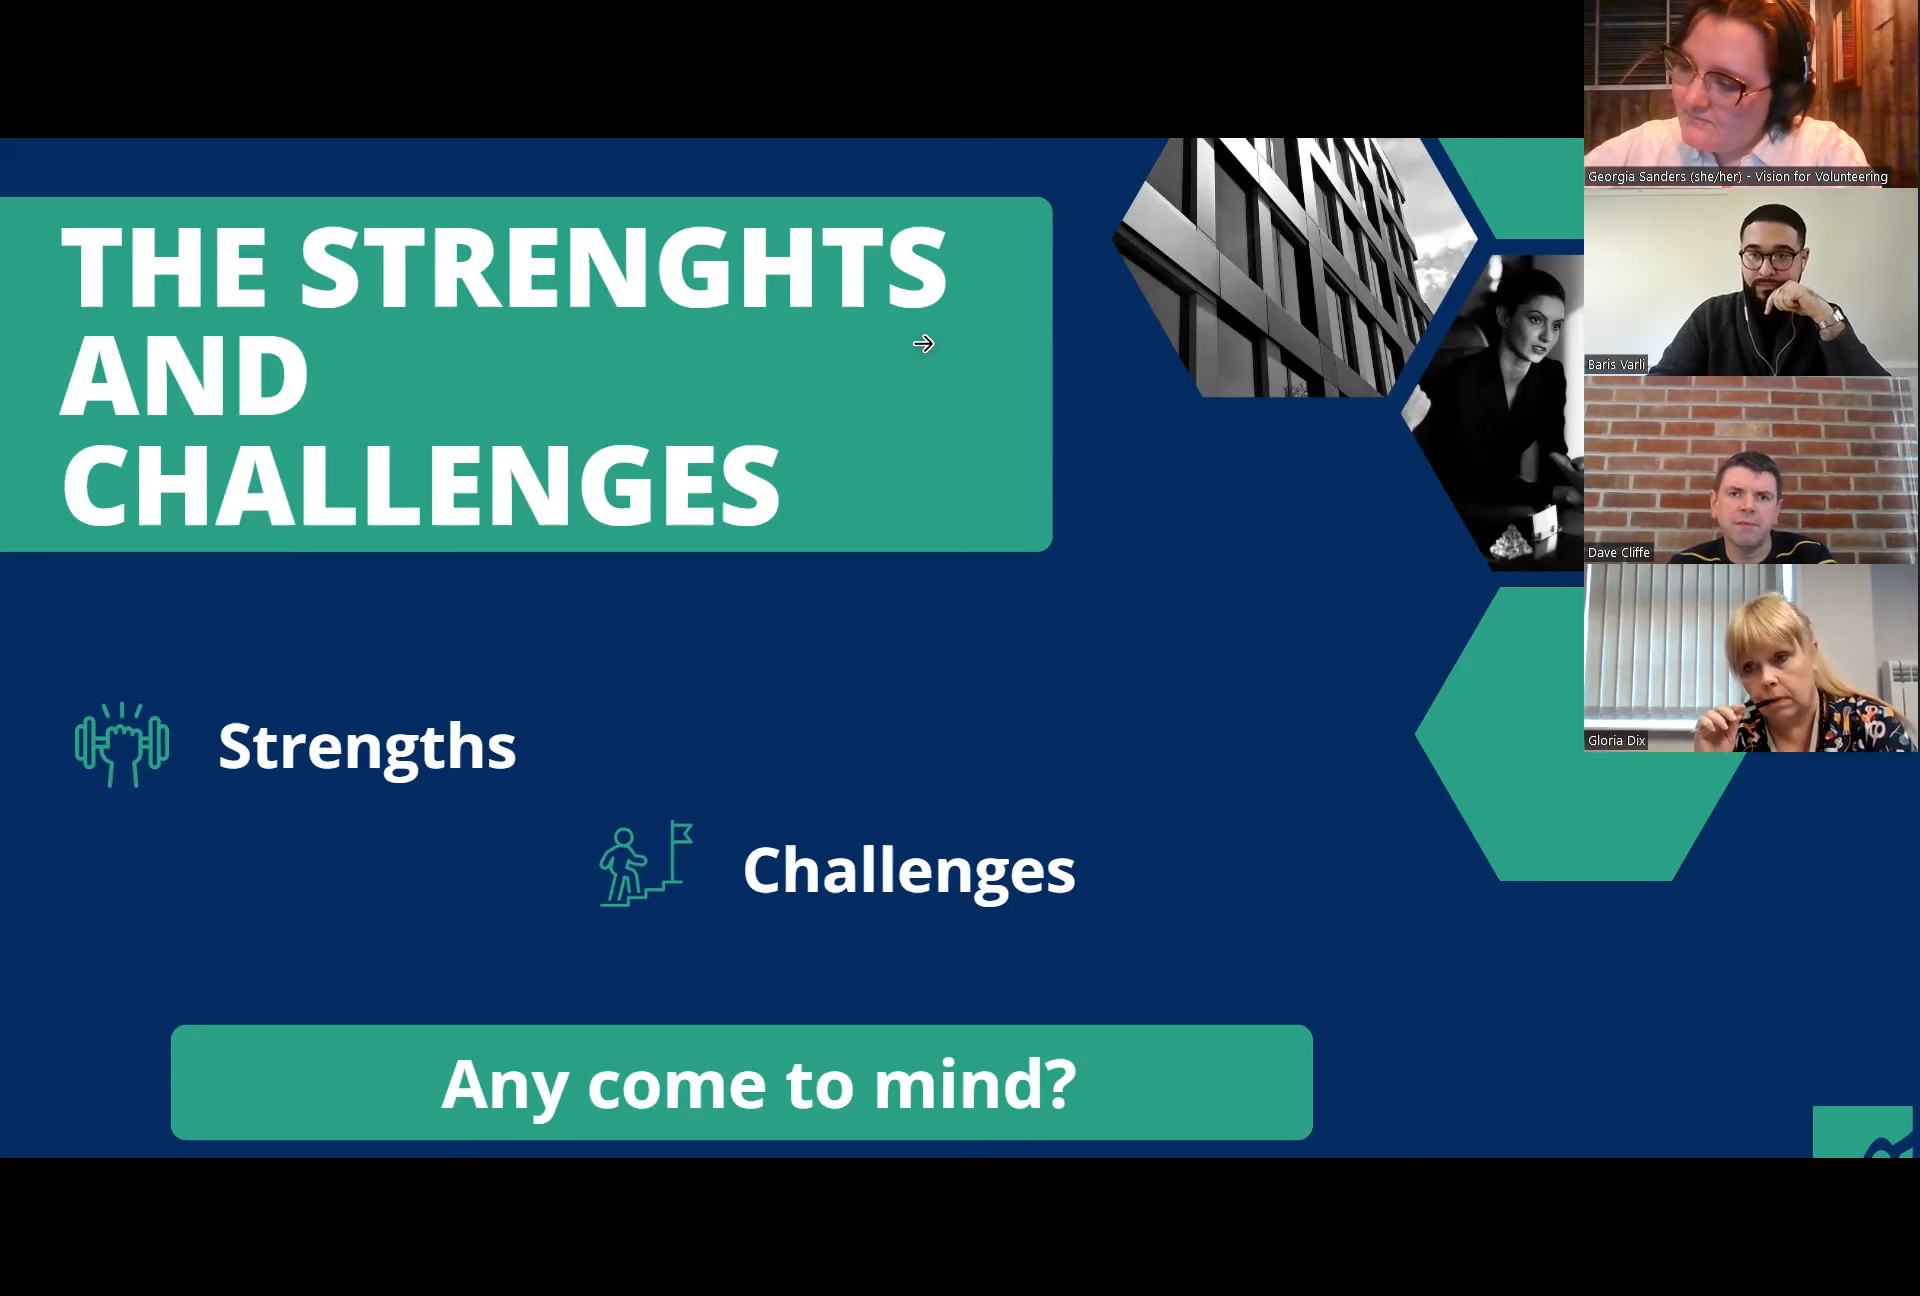 THE STRENGHTS
AND
CHALLENGES
Strengths
Challenges
Any come to mind?
Georgia Sanders (she/her) - Vision for Volunteering
Baris Varli
Dave Cliffe
Gloria Dix